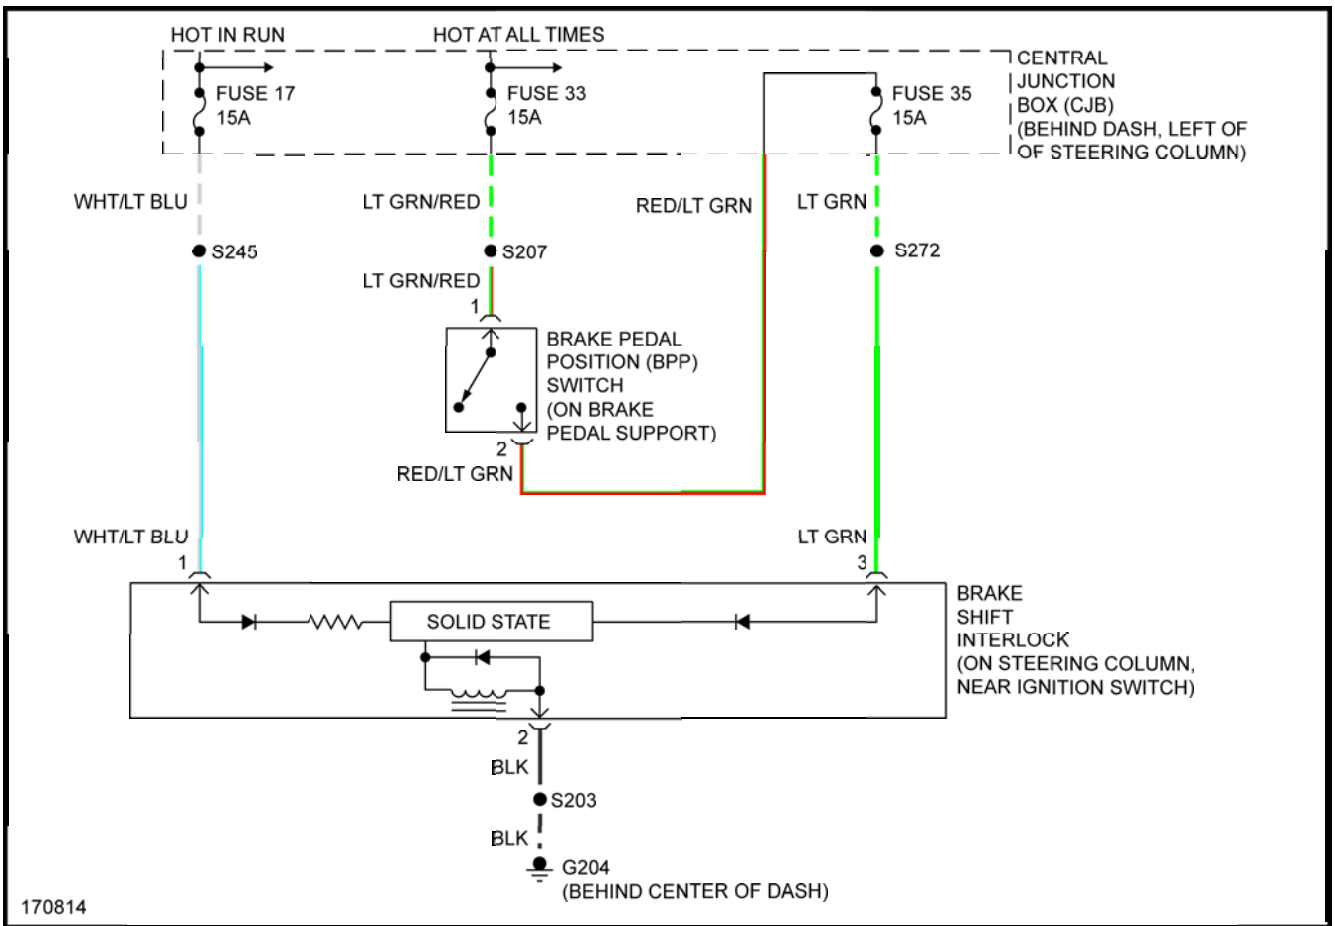 HOT IN RUN
HOT AT ALL TIMES
FUSE 17
15A
FUSE 33
15A
FUSE 35
15A
CENTRAL
JUNCTION
BOX (CJB)
(BEHIND DASH, LEFT OF
OF STEERING COLUMN)
WHT/LT BLU
LT GRN/RED
RED/LT GRN
LT GRN
S245
S207
S272
LT GRN/RED
1
BRAKE PEDAL
POSITION (BPP)
SWITCH
(ON BRAKE
PEDAL SUPPORT)
2
RED/LT GRN
WHT/LT BLU
1
LT GRN
3
SOLID STATE
BRAKE
SHIFT
INTERLOCK
(ON STEERING COLUMN,
NEAR IGNITION SWITCH)
2
BLK
S203
BLK
G204
(BEHIND CENTER OF DASH)
170814